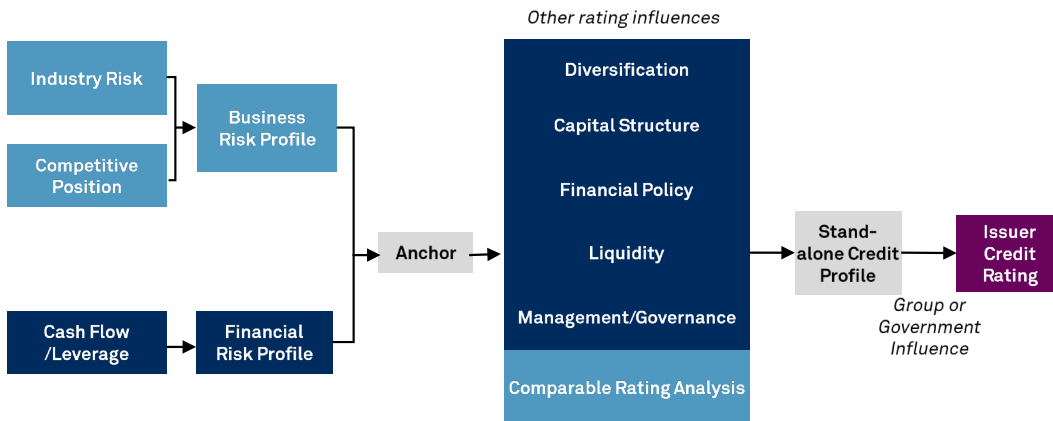 Other rating influences
Industry Risk
Competitive
Position
Business
Risk Profile
Cash Flow
/Leverage
Financial
Risk Profile
Anchor
Diversification
Capital Structure
Financial Policy
Liquidity
Management/Governance
Comparable Rating Analysis
Stand-
alone Credit
Profile
Issuer
Credit
Rating
Group or
Government
Influence